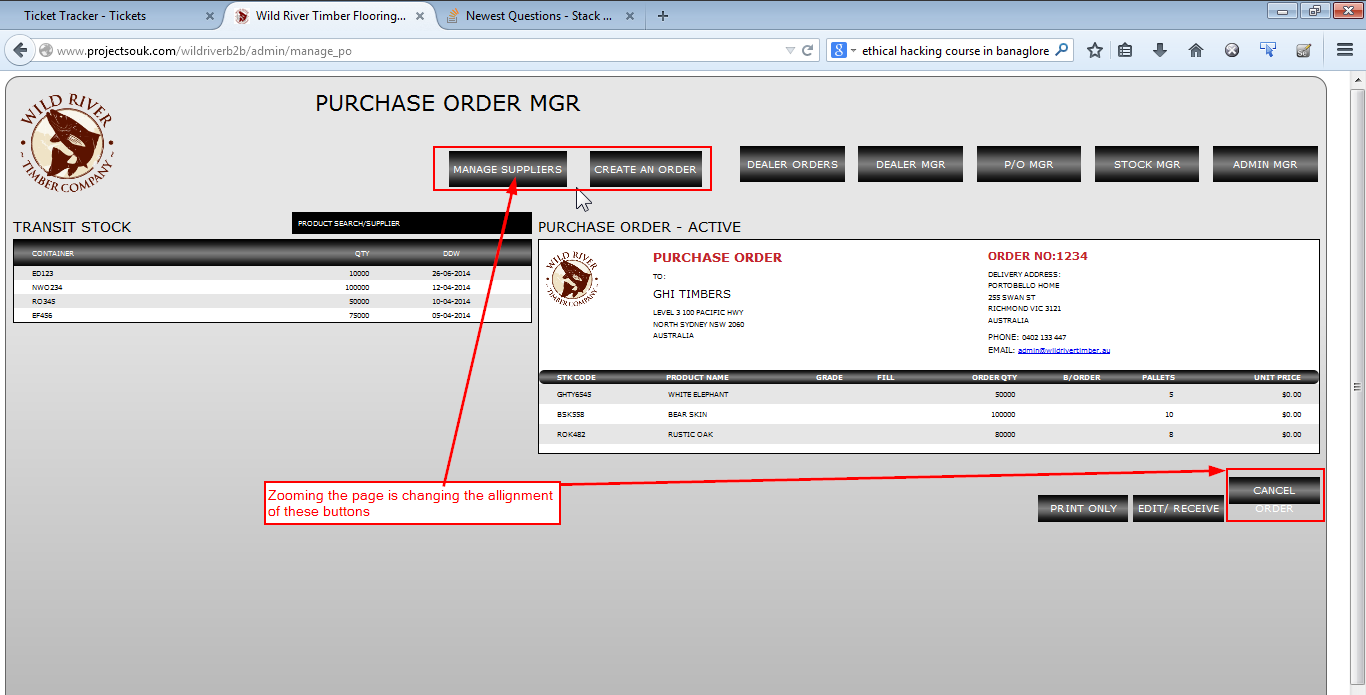 Ticket Tracker - Tickets
Wild River Timber Flooring...
Newest Questions - Stack ...
www.projectsouk.com/wildriverb2b/admin/manage_po
ethical hacking course in banaglore
WILD RIVER
TIMBER COMPANY
PURCHASE ORDER MGR
MANAGE SUPPLIERS
CREATE AN ORDER
DEALER ORDERS
DEALER MGR
P/O MGR
STOCK MGR
ADMIN MGR
TRANSIT STOCK
PRODUCT SEARCH/SUPPLIER
CONTAINER QTY DDW
ED123 10000 26-06-2014
NWO234 100000 12-04-2014
RO345 50000 10-04-2014
EF456 75000 05-04-2014
PURCHASE ORDER - ACTIVE
WILD RIVER
TIMBER COMPANY
PURCHASE ORDER
TO:
GHI TIMBERS
LEVEL 3 100 PACIFIC HWY
NORTH SYDNEY NSW 2060
AUSTRALIA
ORDER NO:1234
DELIVERY ADDRESS:
PORTOBELLO HOME
255 SWAN ST
RICHMOND VIC 3121
AUSTRALIA
PHONE: 0402 133 447
EMAIL: admin@wildrivertimber.au
STK CODE PRODUCT NAME GRADE FILL ORDER QTY B/ORDER PALLETS UNIT PRICE
GHTY6545 WHITE ELEPHANT 50000 5 $0.00
BSK558 BEAR SKIN 100000 10 $0.00
ROK482 RUSTIC OAK 80000 8 $0.00
Zooming the page is changing the allignment
of these buttons
PRINT ONLY
EDIT/ RECEIVE
CANCEL
ORDER